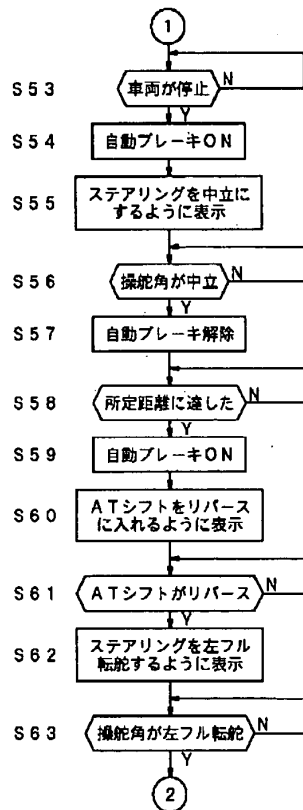 1
S53
車両が停止
N
Y
S54
自動ブレーキON
S55
ステアリングを中立に
するように表示
S56
操舵角が中立
N
Y
S57
自動ブレーキ解除
S58
所定距離に達した
N
Y
S59
自動ブレーキON
S60
ATシフトをリバース
に入れるように表示
S61
ATシフトがリバース
N
Y
S62
ステアリングを左フル
転舵するように表示
S63
操舵角が左フル転舵
N
Y
2